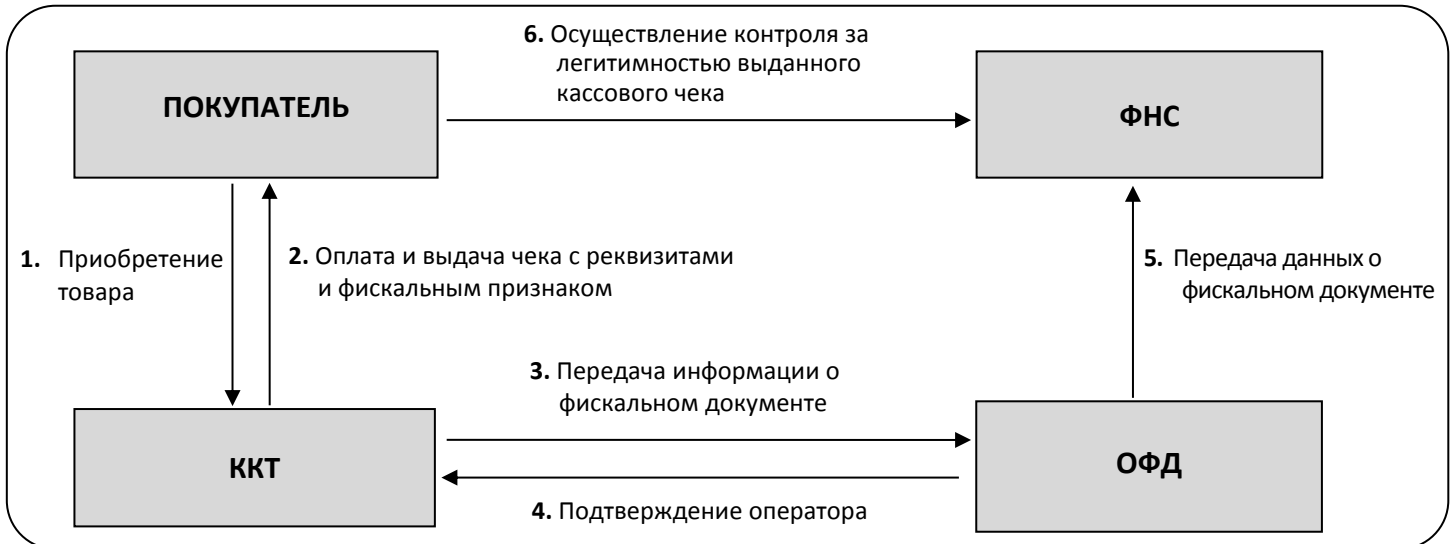 6. Осуществление контроля за
легитимностью выданного
кассового чека
ПОКУПАТЕЛЬ
ФНС
1. Приобретение
товара
2. Оплата и выдача чека с реквизитами
и фискальным признаком
5. Передача данных о
фискальном документе
3. Передача информации о
фискальном документе
ККТ
ОФД
4. Подтверждение оператора